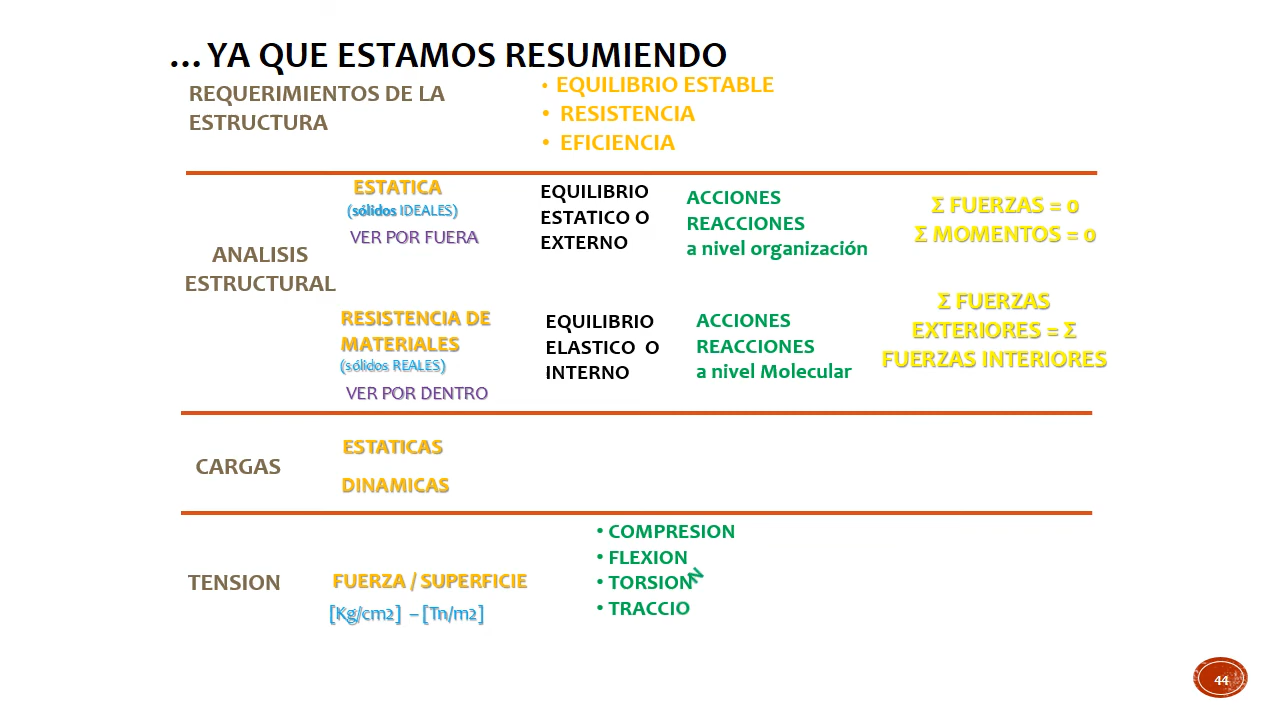 ...YA QUE ESTAMOS RESUMIENDO
REQUERIMIENTOS DE LA
ESTRUCTURA
• EQUILIBRIO ESTABLE
• RESISTENCIA
• EFICIENCIA
ANALISIS
ESTRUCTURAL
ESTATICA
(sólidos IDEALES)
VER POR FUERA
EQUILIBRIO
ESTATICO O
EXTERNO
ACCIONES
REACCIONES
a nivel organización
Σ FUERZAS = 0
Σ MOMENTOS = 0
RESISTENCIA DE
MATERIALES
(sólidos REALES)
VER POR DENTRO
EQUILIBRIO
ELASTICO O
INTERNO
ACCIONES
REACCIONES
a nivel Molecular
Σ FUERZAS
EXTERIORES = Σ
FUERZAS INTERIORES
CARGAS
ESTATICAS
DINAMICAS
TENSION
FUERZA / SUPERFICIE
[Kg/cm2] – [Tn/m2]
• COMPRESION
• FLEXION
• TORSION
N
• TRACCIO
44